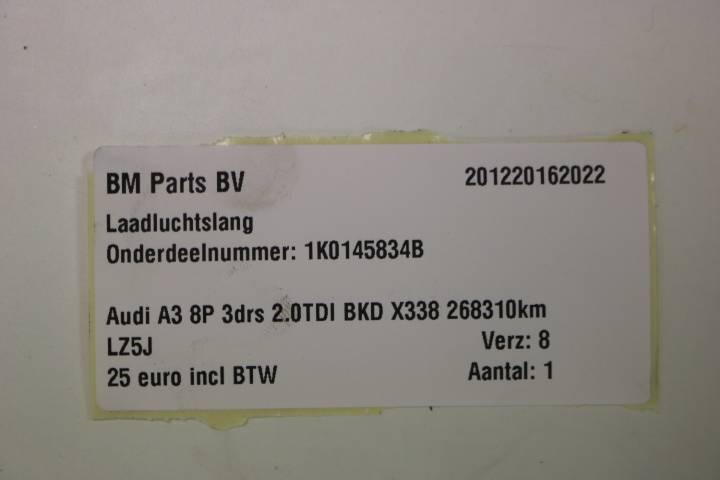 BM Parts BV 201220162022
Laadluchtslang
Onderdeelnummer: 1K0145834B
Audi A3 8P 3drs 2.0TDI BKD X338 268310km
LZ5J Verz: 8
25 euro incl BTW Aantal: 1